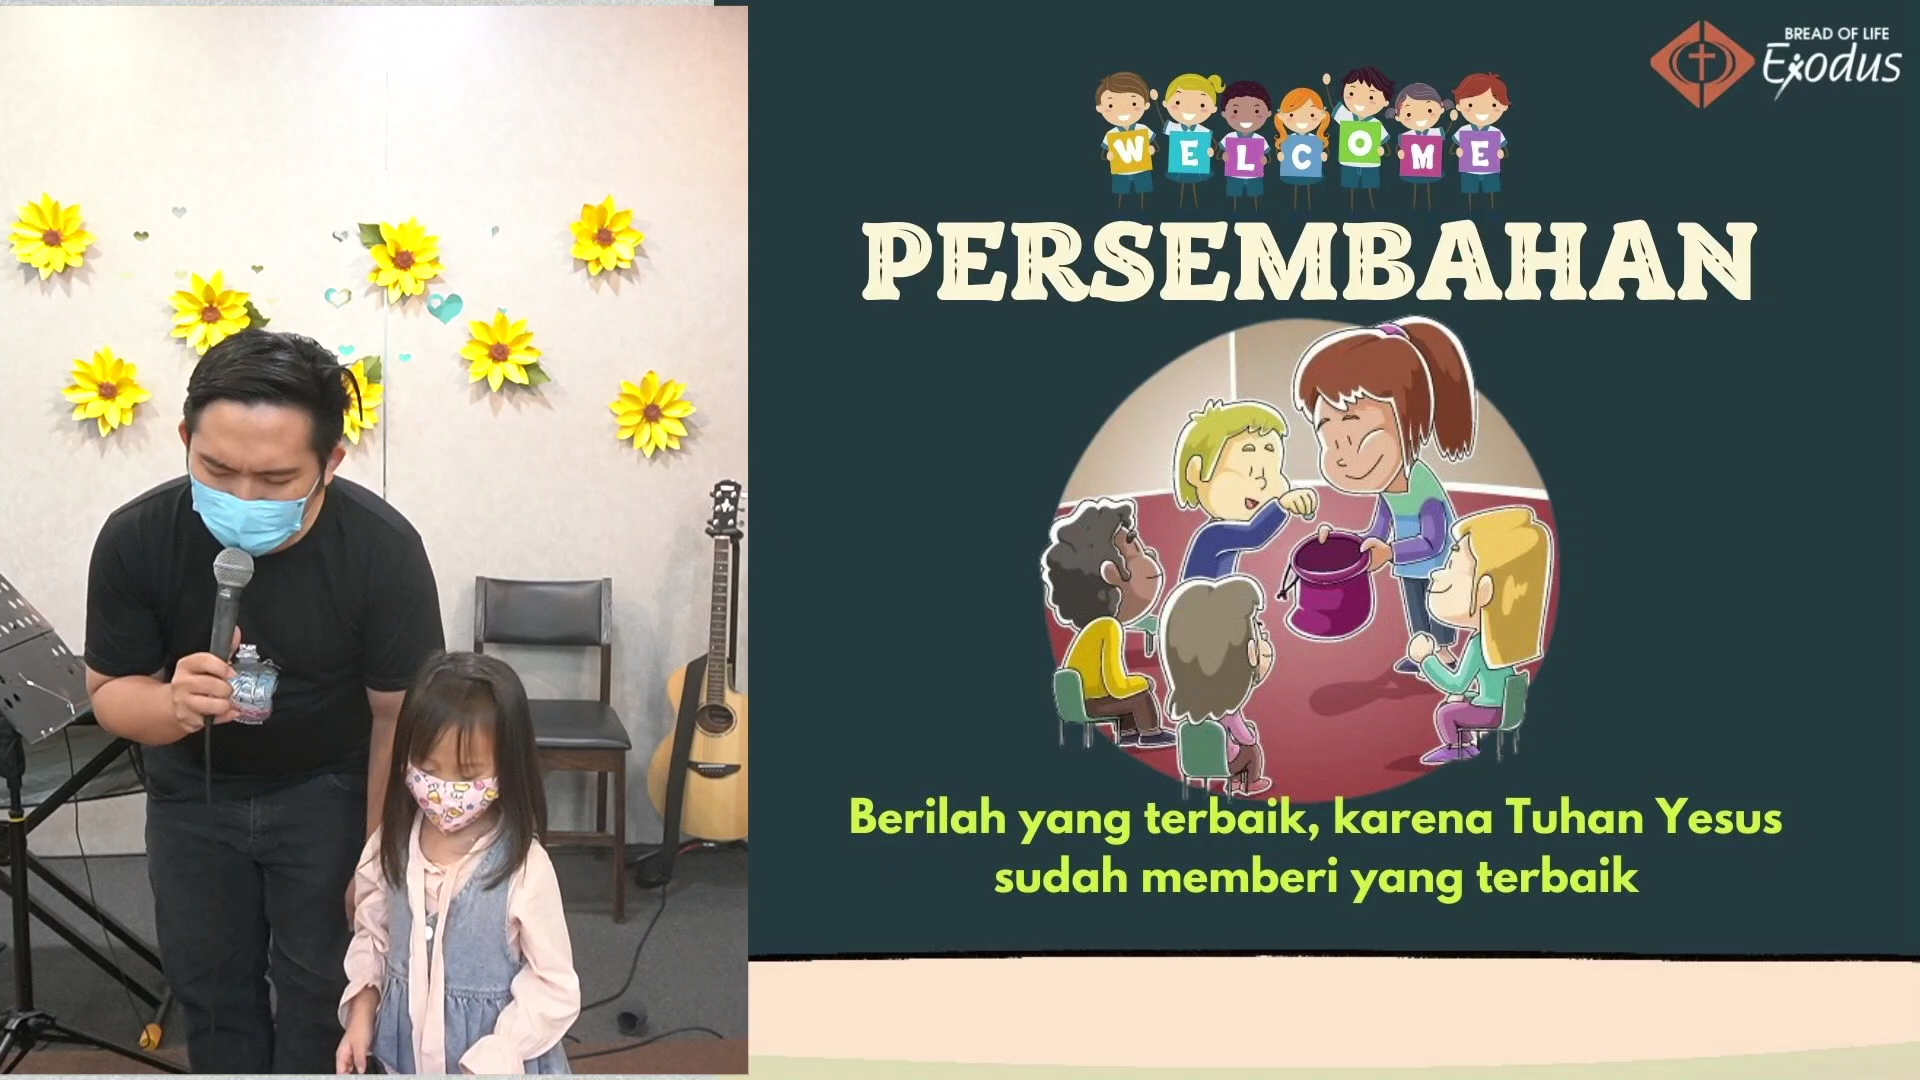 BREAD OF LIFE
Exodus
WELCOME
PERSEMBAHAN
Berilah yang terbaik, karena Tuhan Yesus
sudah memberi yang terbaik